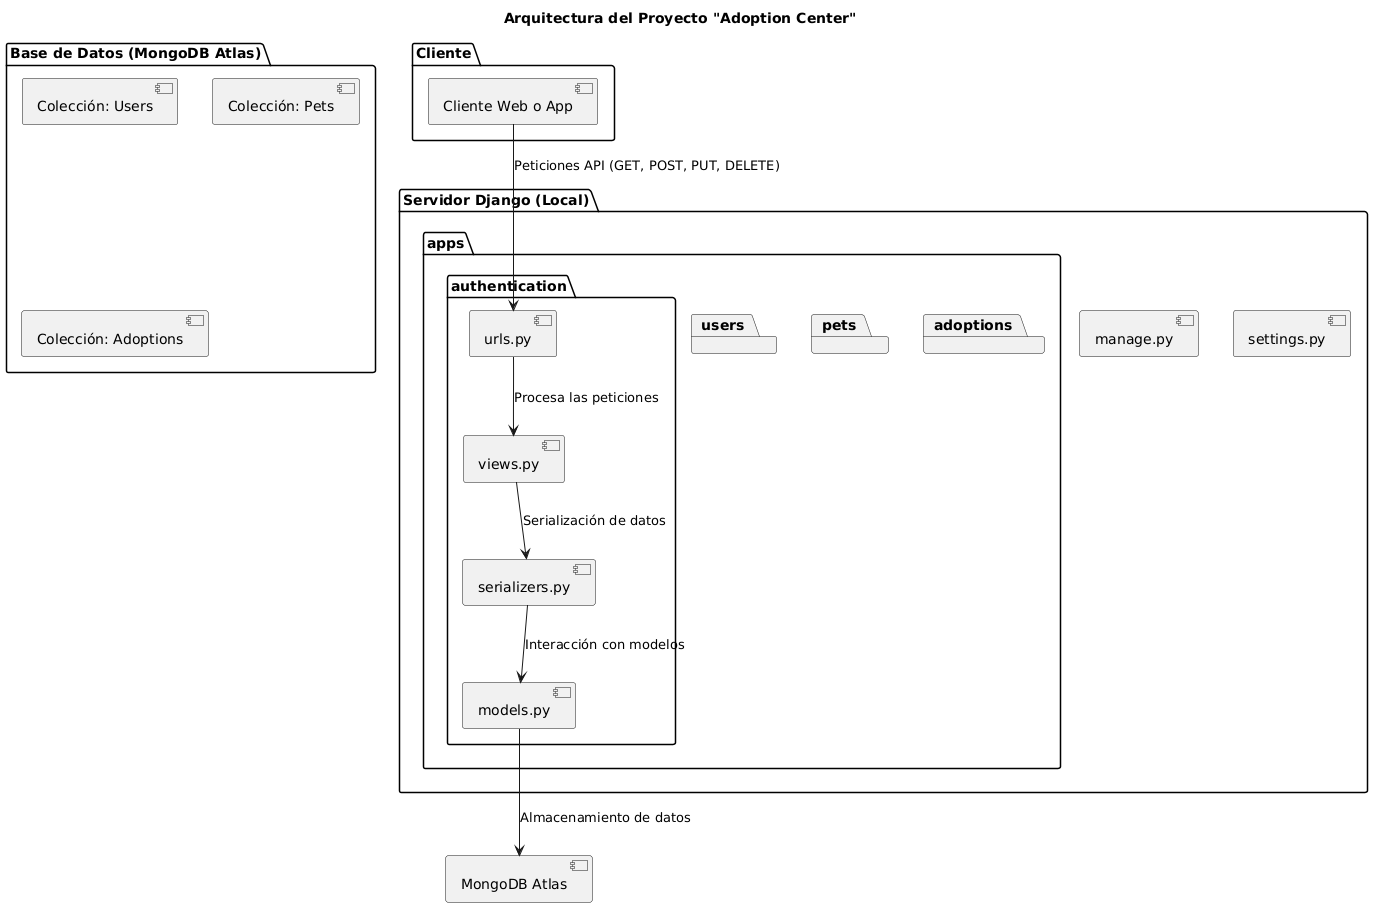 Arquitectura del Proyecto "Adoption Center"
Base de Datos (MongoDB Atlas)
Colección: Users
Colección: Pets
Colección: Adoptions
Cliente
Cliente Web o App
Peticiones API (GET, POST, PUT, DELETE)
Servidor Django (Local)
apps
authentication
urls.py
users
pets
adoptions
manage.py
settings.py
Procesa las peticiones
views.py
Serialización de datos
serializers.py
Interacción con modelos
models.py
Almacenamiento de datos
MongoDB Atlas